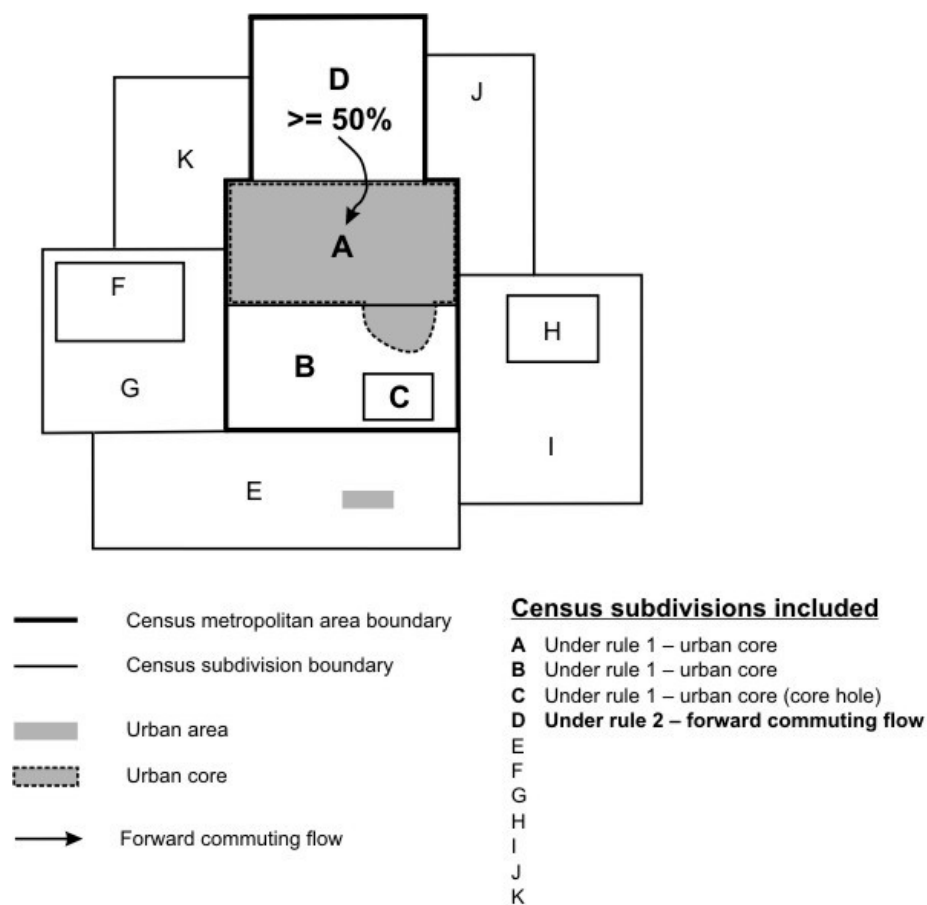 D
>= 50%
J
K
A
F
H
B
G
C
I
E
Census metropolitan area boundary
Census subdivision boundary
Urban area
Urban core
Forward commuting flow
Census subdivisions included
A Under rule 1 – urban core
B Under rule 1 – urban core
C Under rule 1 – urban core (core hole)
D Under rule 2 – forward commuting flow
E
F
G
H
I
J
K